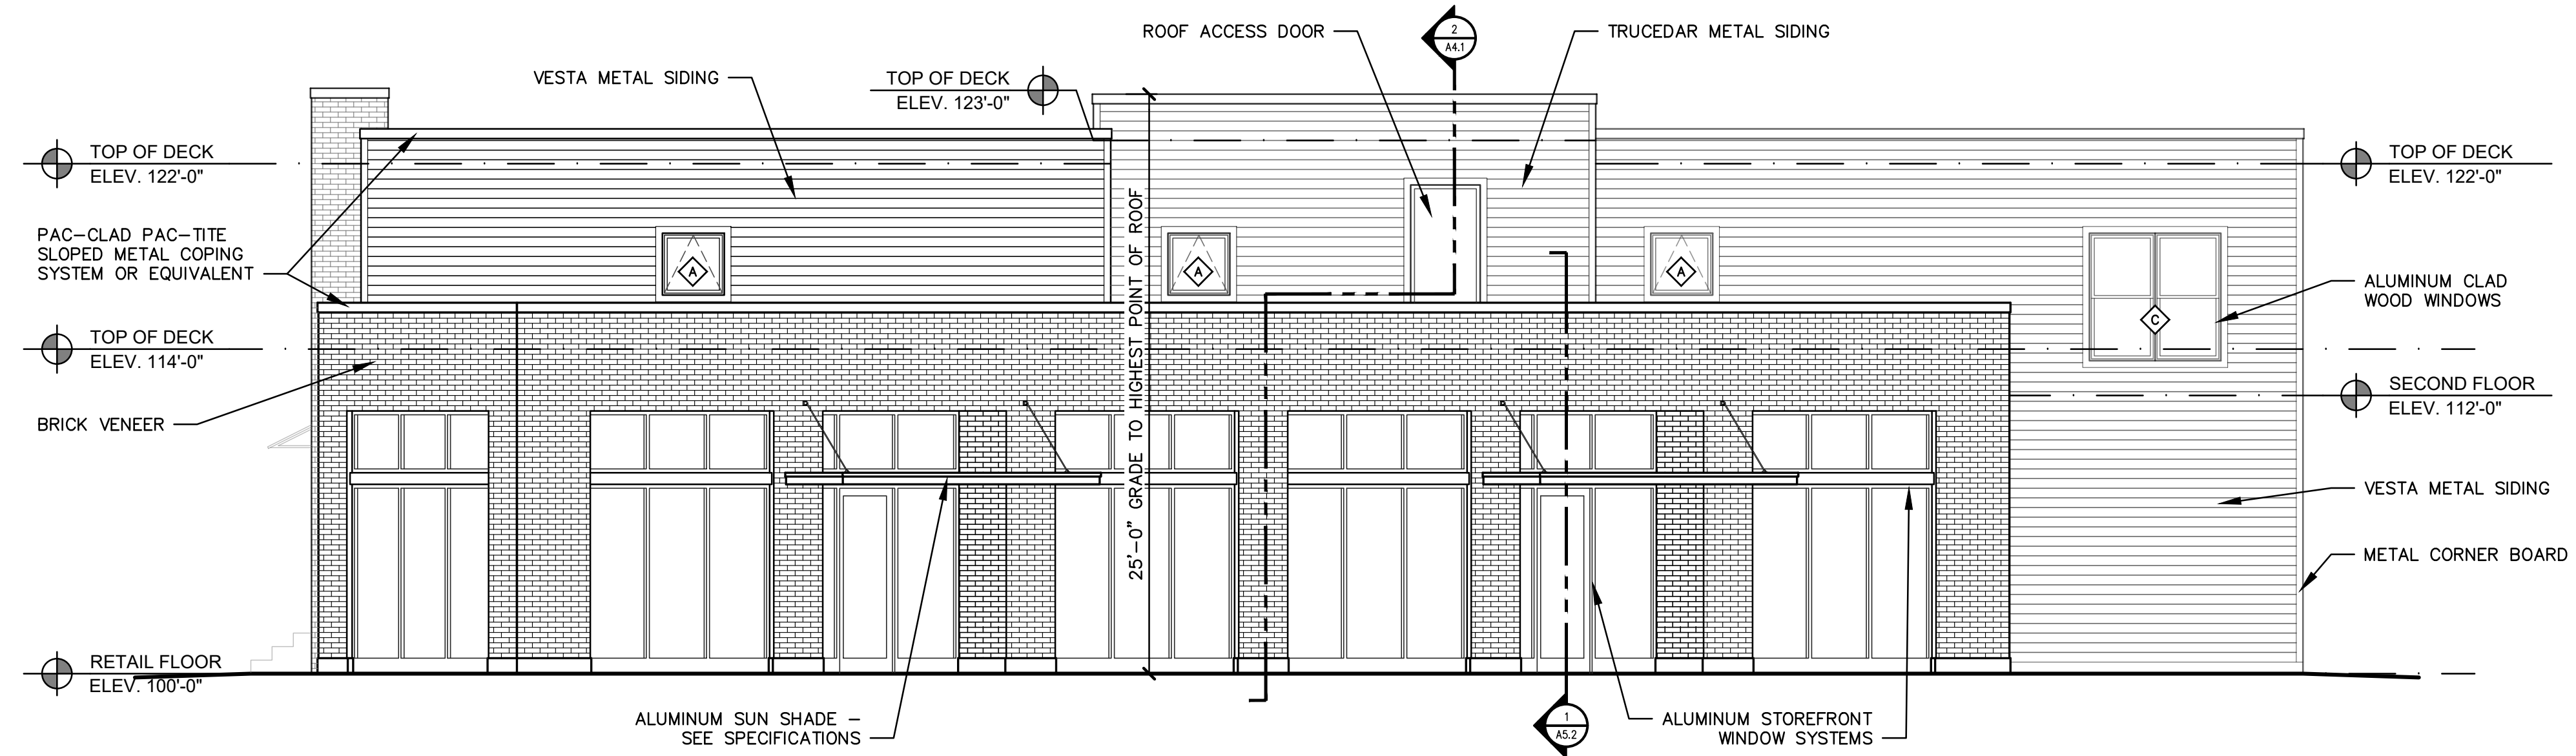 ROOF ACCESS DOOR
2
A4.1
TRUCEDAR METAL SIDING
VESTA METAL SIDING
TOP OF DECK
ELEV. 123'-0"
TOP OF DECK
ELEV. 122'-0"
TOP OF DECK
ELEV. 122'-0"
PAC-CLAD PAC-TITE
SLOPED METAL COPING
SYSTEM OR EQUIVALENT
25'-0" GRADE TO HIGHEST POINT OF ROOF
A
A
A
C
ALUMINUM CLAD
WOOD WINDOWS
TOP OF DECK
ELEV. 114'-0"
SECOND FLOOR
ELEV. 112'-0"
BRICK VENEER
VESTA METAL SIDING
METAL CORNER BOARD
RETAIL FLOOR
ELEV. 100'-0"
ALUMINUM SUN SHADE -
SEE SPECIFICATIONS
1
A5.2
ALUMINUM STOREFRONT
WINDOW SYSTEMS